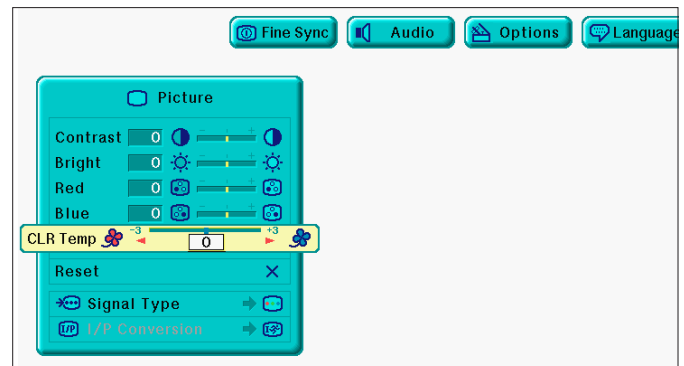 Fine Sync Audio Options Language
Picture
Contrast 0
Bright 0
Red 0
Blue 0
CLR Temp -3 0 +3
Reset
Signal Type
I/P I/P Conversion